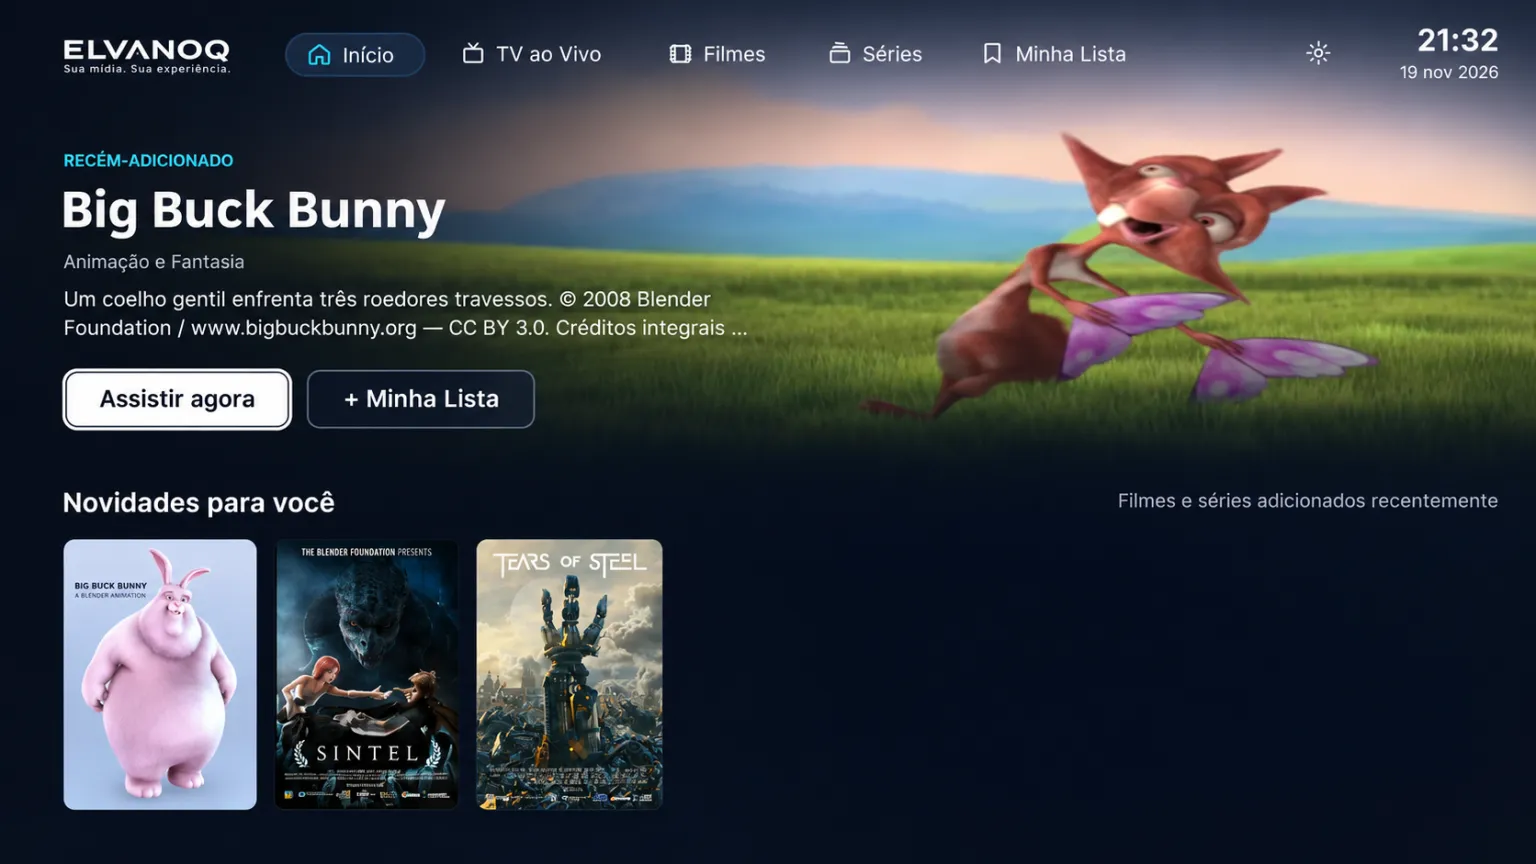 ELVANOQ
Sua mídia. Sua experiência.
Início
TV ao Vivo
Filmes
Séries
Minha Lista
21:32
19 nov 2026
RECÉM-ADICIONADO
Big Buck Bunny
Animação e Fantasia
Um coelho gentil enfrenta três roedores travessos. © 2008 Blender
Foundation / www.bigbuckbunny.org — CC BY 3.0. Créditos integrais ...
Assistir agora
+ Minha Lista
Novidades para você
Filmes e séries adicionados recentemente
BIG BUCK BUNNY
A BLENDER ANIMATION
THE BLENDER FOUNDATION PRESENTS
SINTEL
TEARS OF STEEL